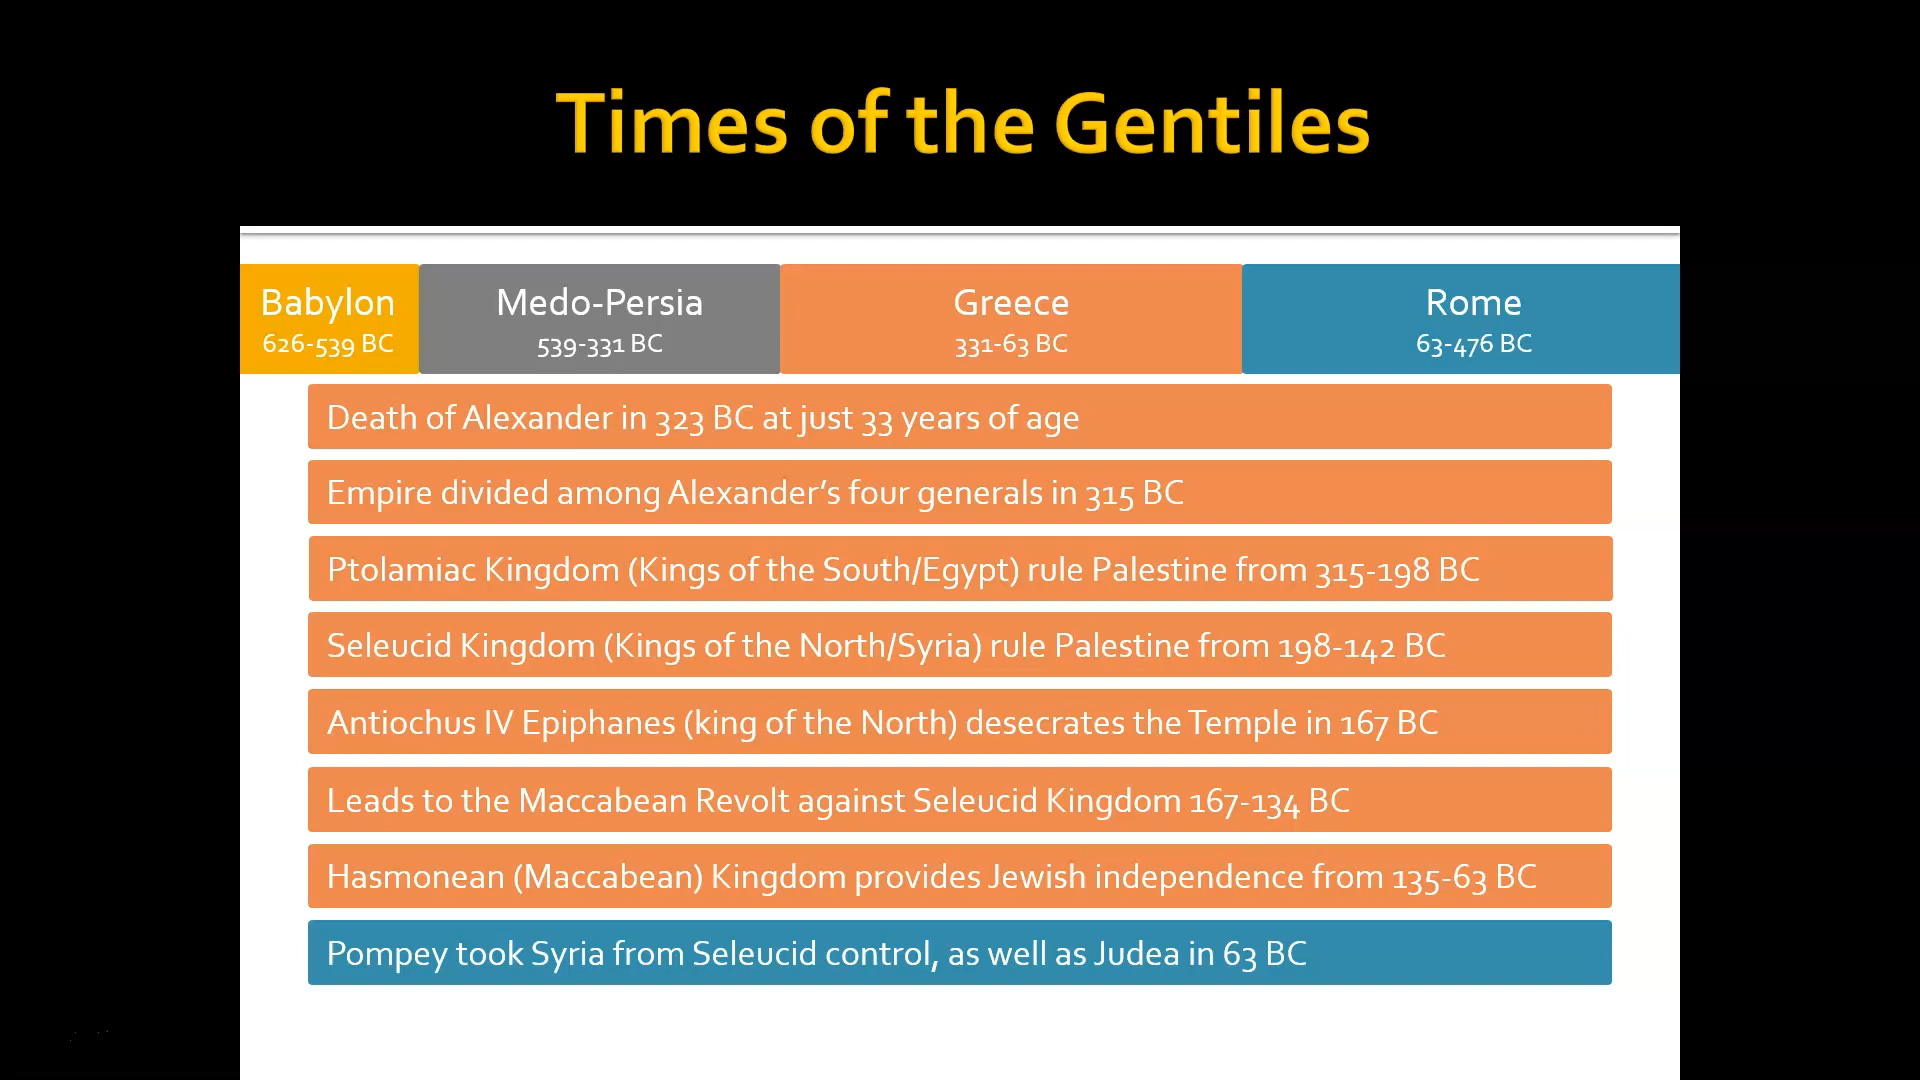 Times of the Gentiles
Babylon
626-539 BC
Medo-Persia
539-331 BC
Greece
331-63 BC
Rome
63-476 BC
Death of Alexander in 323 BC at just 33 years of age
Empire divided among Alexander’s four generals in 315 BC
Ptolamiac Kingdom (Kings of the South/Egypt) rule Palestine from 315-198 BC
Seleucid Kingdom (Kings of the North/Syria) rule Palestine from 198-142 BC
Antiochus IV Epiphanes (king of the North) desecrates the Temple in 167 BC
Leads to the Maccabean Revolt against Seleucid Kingdom 167-134 BC
Hasmonean (Maccabean) Kingdom provides Jewish independence from 135-63 BC
Pompey took Syria from Seleucid control, as well as Judea in 63 BC